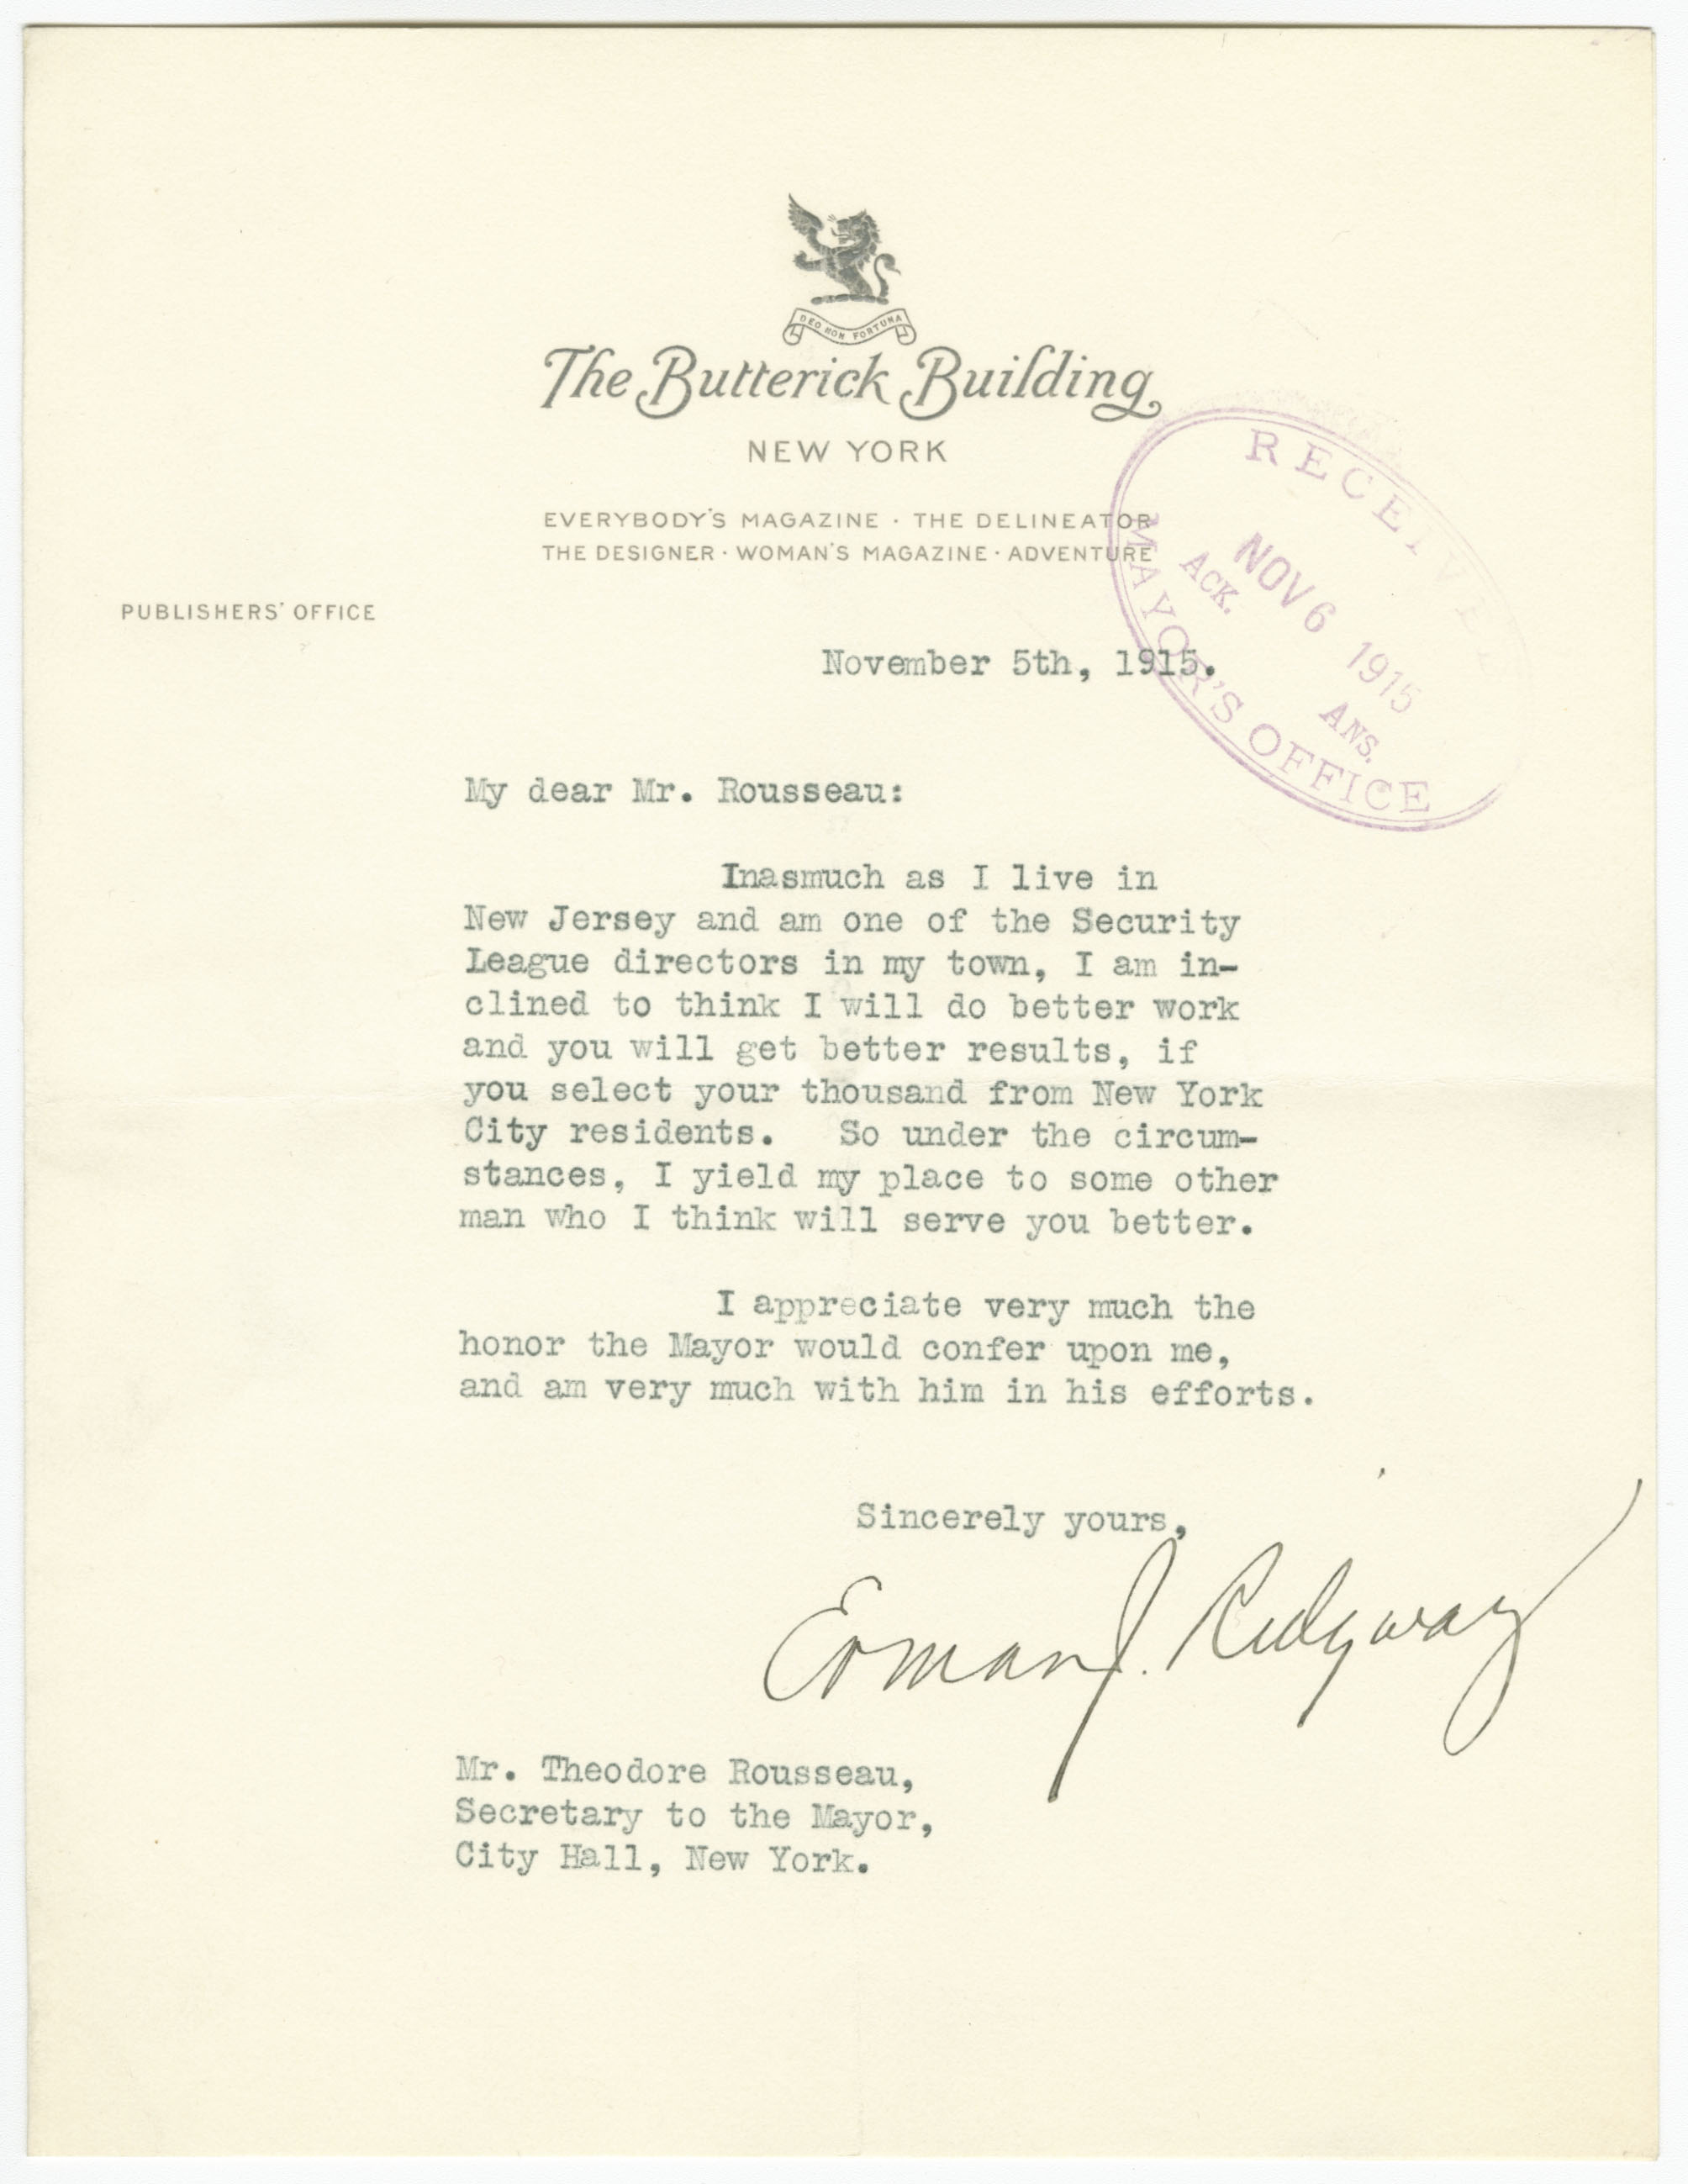 DEO NON FORTUNA
The Butterick Building
NEW YORK
EVERYBODY'S MAGAZINE · THE DELINEATOR
THE DESIGNER · WOMAN'S MAGAZINE · ADVENTURE
PUBLISHERS' OFFICE
RECEIVED
NOV 6 1915
ACK.
ANS.
MAYOR'S OFFICE
November 5th, 1915.
My dear Mr. Rousseau:
Inasmuch as I live in
New Jersey and am one of the Security
League directors in my town, I am in-
clined to think I will do better work
and you will get better results, if
you select your thousand from New York
City residents. So under the circum-
stances, I yield my place to some other
man who I think will serve you better.
I appreciate very much the
honor the Mayor would confer upon me,
and am very much with him in his efforts.
Sincerely yours,
Erman J. Ridgway
Mr. Theodore Rousseau,
Secretary to the Mayor,
City Hall, New York.